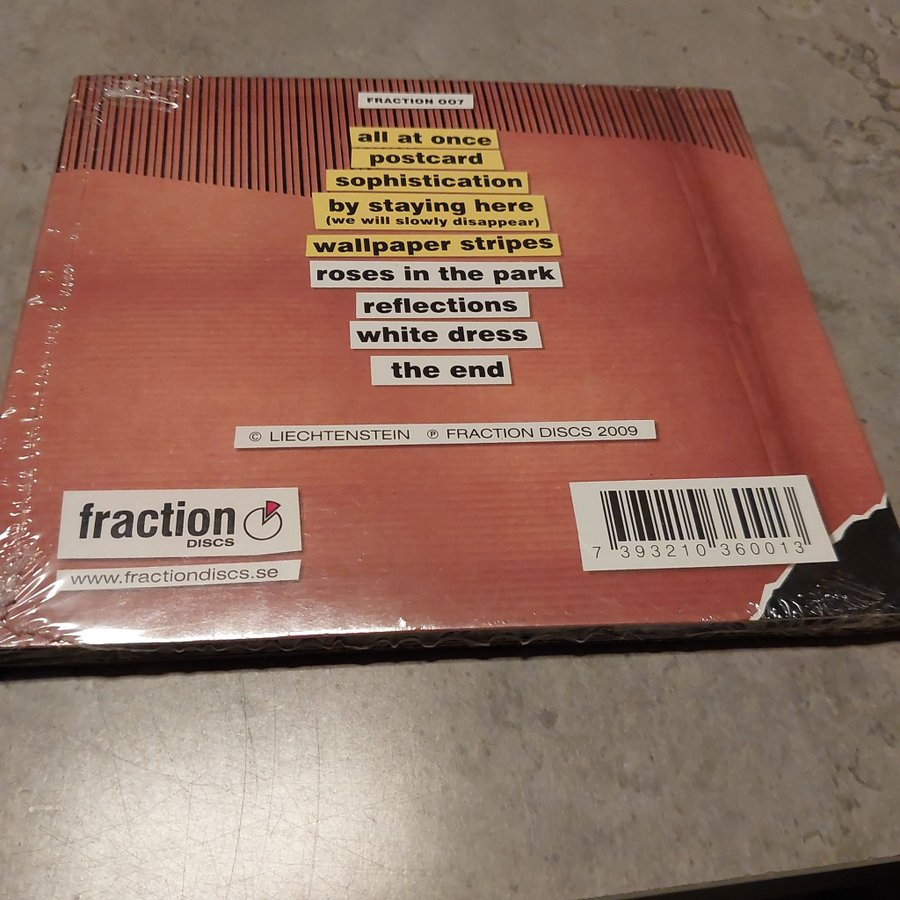 FRACTION 007
all at once
postcard
sophistication
by staying here
(we will slowly disappear)
wallpaper stripes
roses in the park
reflections
white dress
the end
© LIECHTENSTEIN ℗ FRACTION DISCS 2009
fraction
DISCS
www.fractiondiscs.se
7 393210 360013